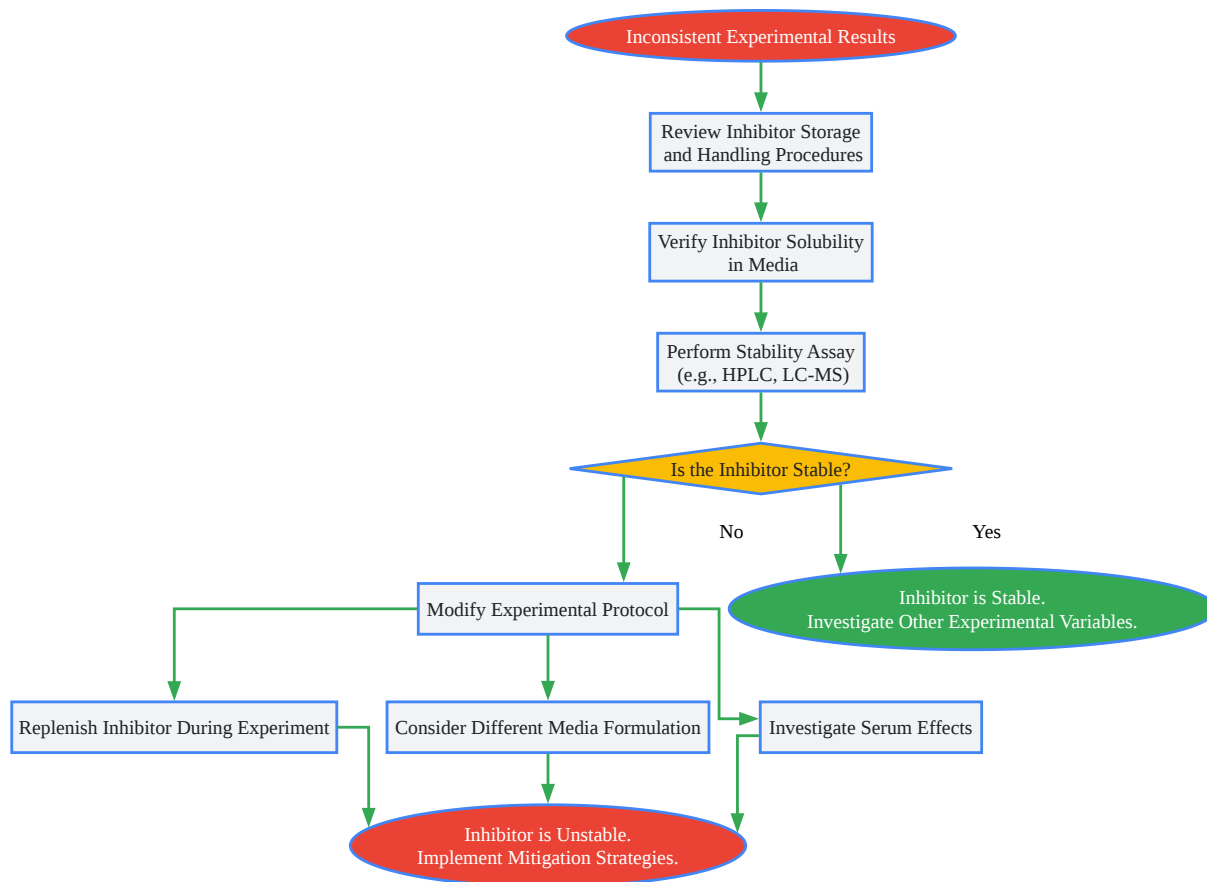 Inconsistent Experimental Results
Review Inhibitor Storage
and Handling Procedures
Verify Inhibitor Solubility
in Media
Perform Stability Assay
(e.g., HPLC, LC-MS)
Is the Inhibitor Stable?
No
Yes
Modify Experimental Protocol
Inhibitor is Stable.
Investigate Other Experimental Variables.
Replenish Inhibitor During Experiment
Consider Different Media Formulation
Investigate Serum Effects
Inhibitor is Unstable.
Implement Mitigation Strategies.